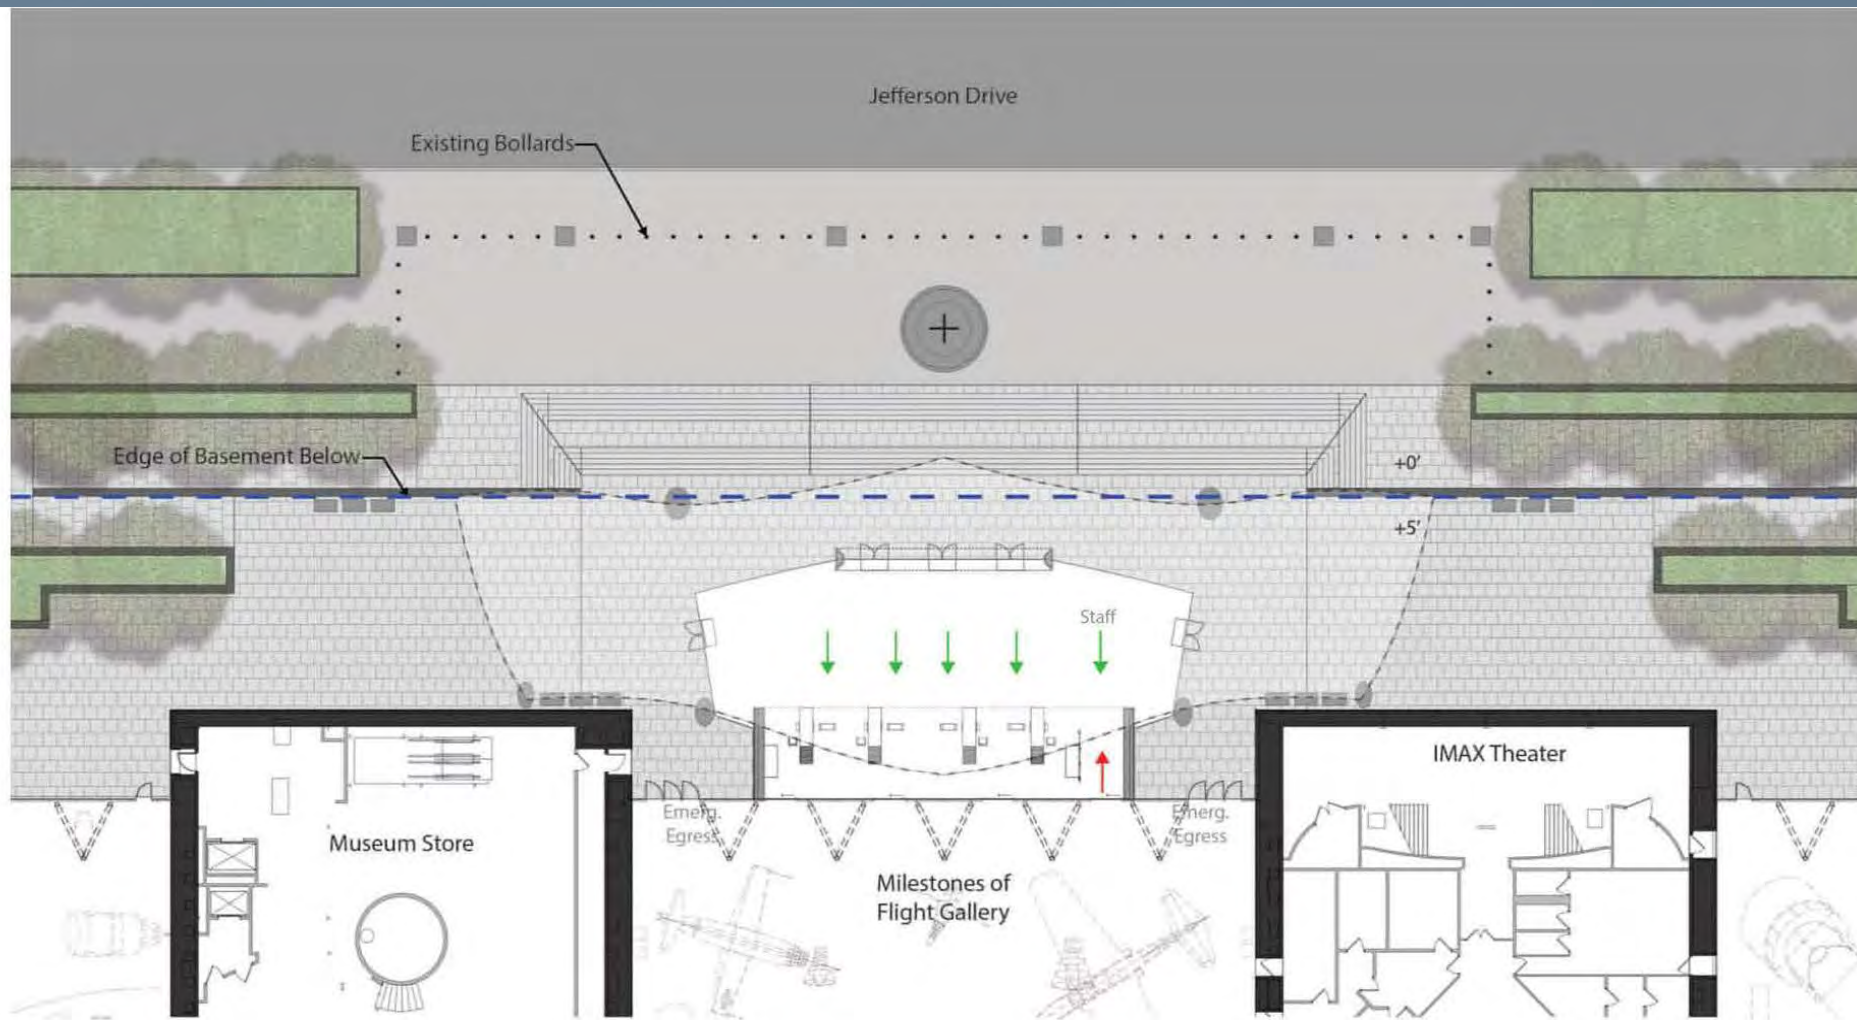 Jefferson Drive
Existing Bollards
Edge of Basement Below
+0'
+5'
Staff
IMAX Theater
Emerg.
Egress
Emerg.
Egress
Museum Store
Milestones of
Flight Gallery